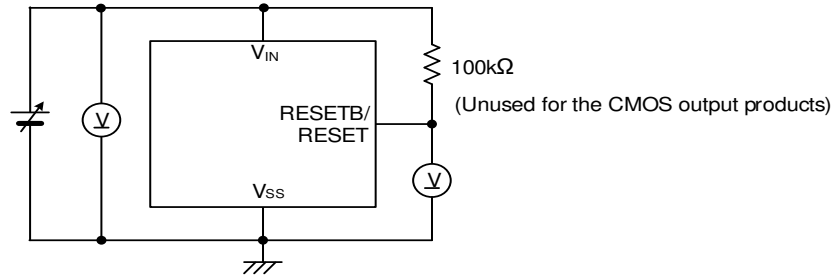 VIN
100kΩ
(Unused for the CMOS output products)
V
RESETB/
RESET
V
VSS